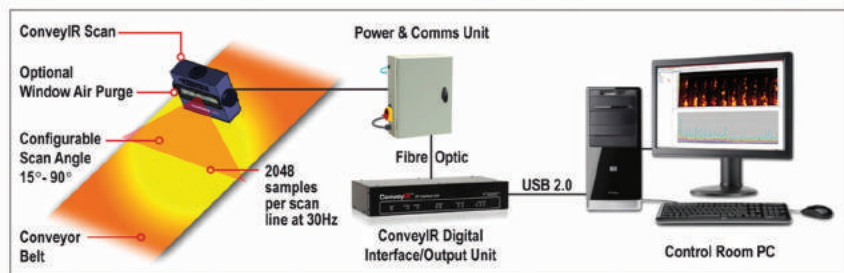 ConveyIR Scan
Optional
Window Air Purge
Configurable
Scan Angle
15°- 90°
Conveyor
Belt
2048
samples
per scan
line at 30Hz
Power & Comms Unit
Fibre Optic
ConveyIR
ConveyIR Digital
Interface/Output Unit
USB 2.0
Control Room PC